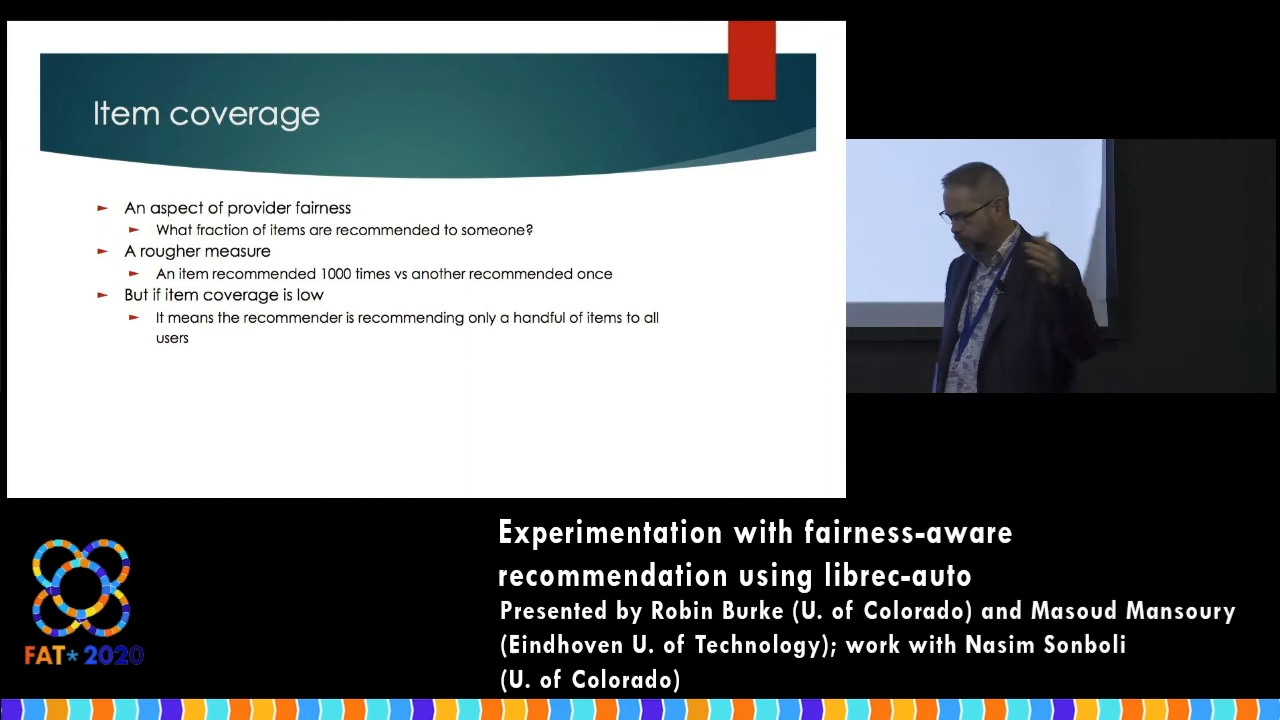 Item coverage
An aspect of provider fairness
What fraction of items are recommended to someone?
A rougher measure
An item recommended 1000 times vs another recommended once
But if item coverage is low
It means the recommender is recommending only a handful of items to all
users
Experimentation with fairness-aware
recommendation using librec-auto
Presented by Robin Burke (U. of Colorado) and Masoud Mansoury
(Eindhoven U. of Technology); work with Nasim Sonboli
(U. of Colorado)
FAT* 2020